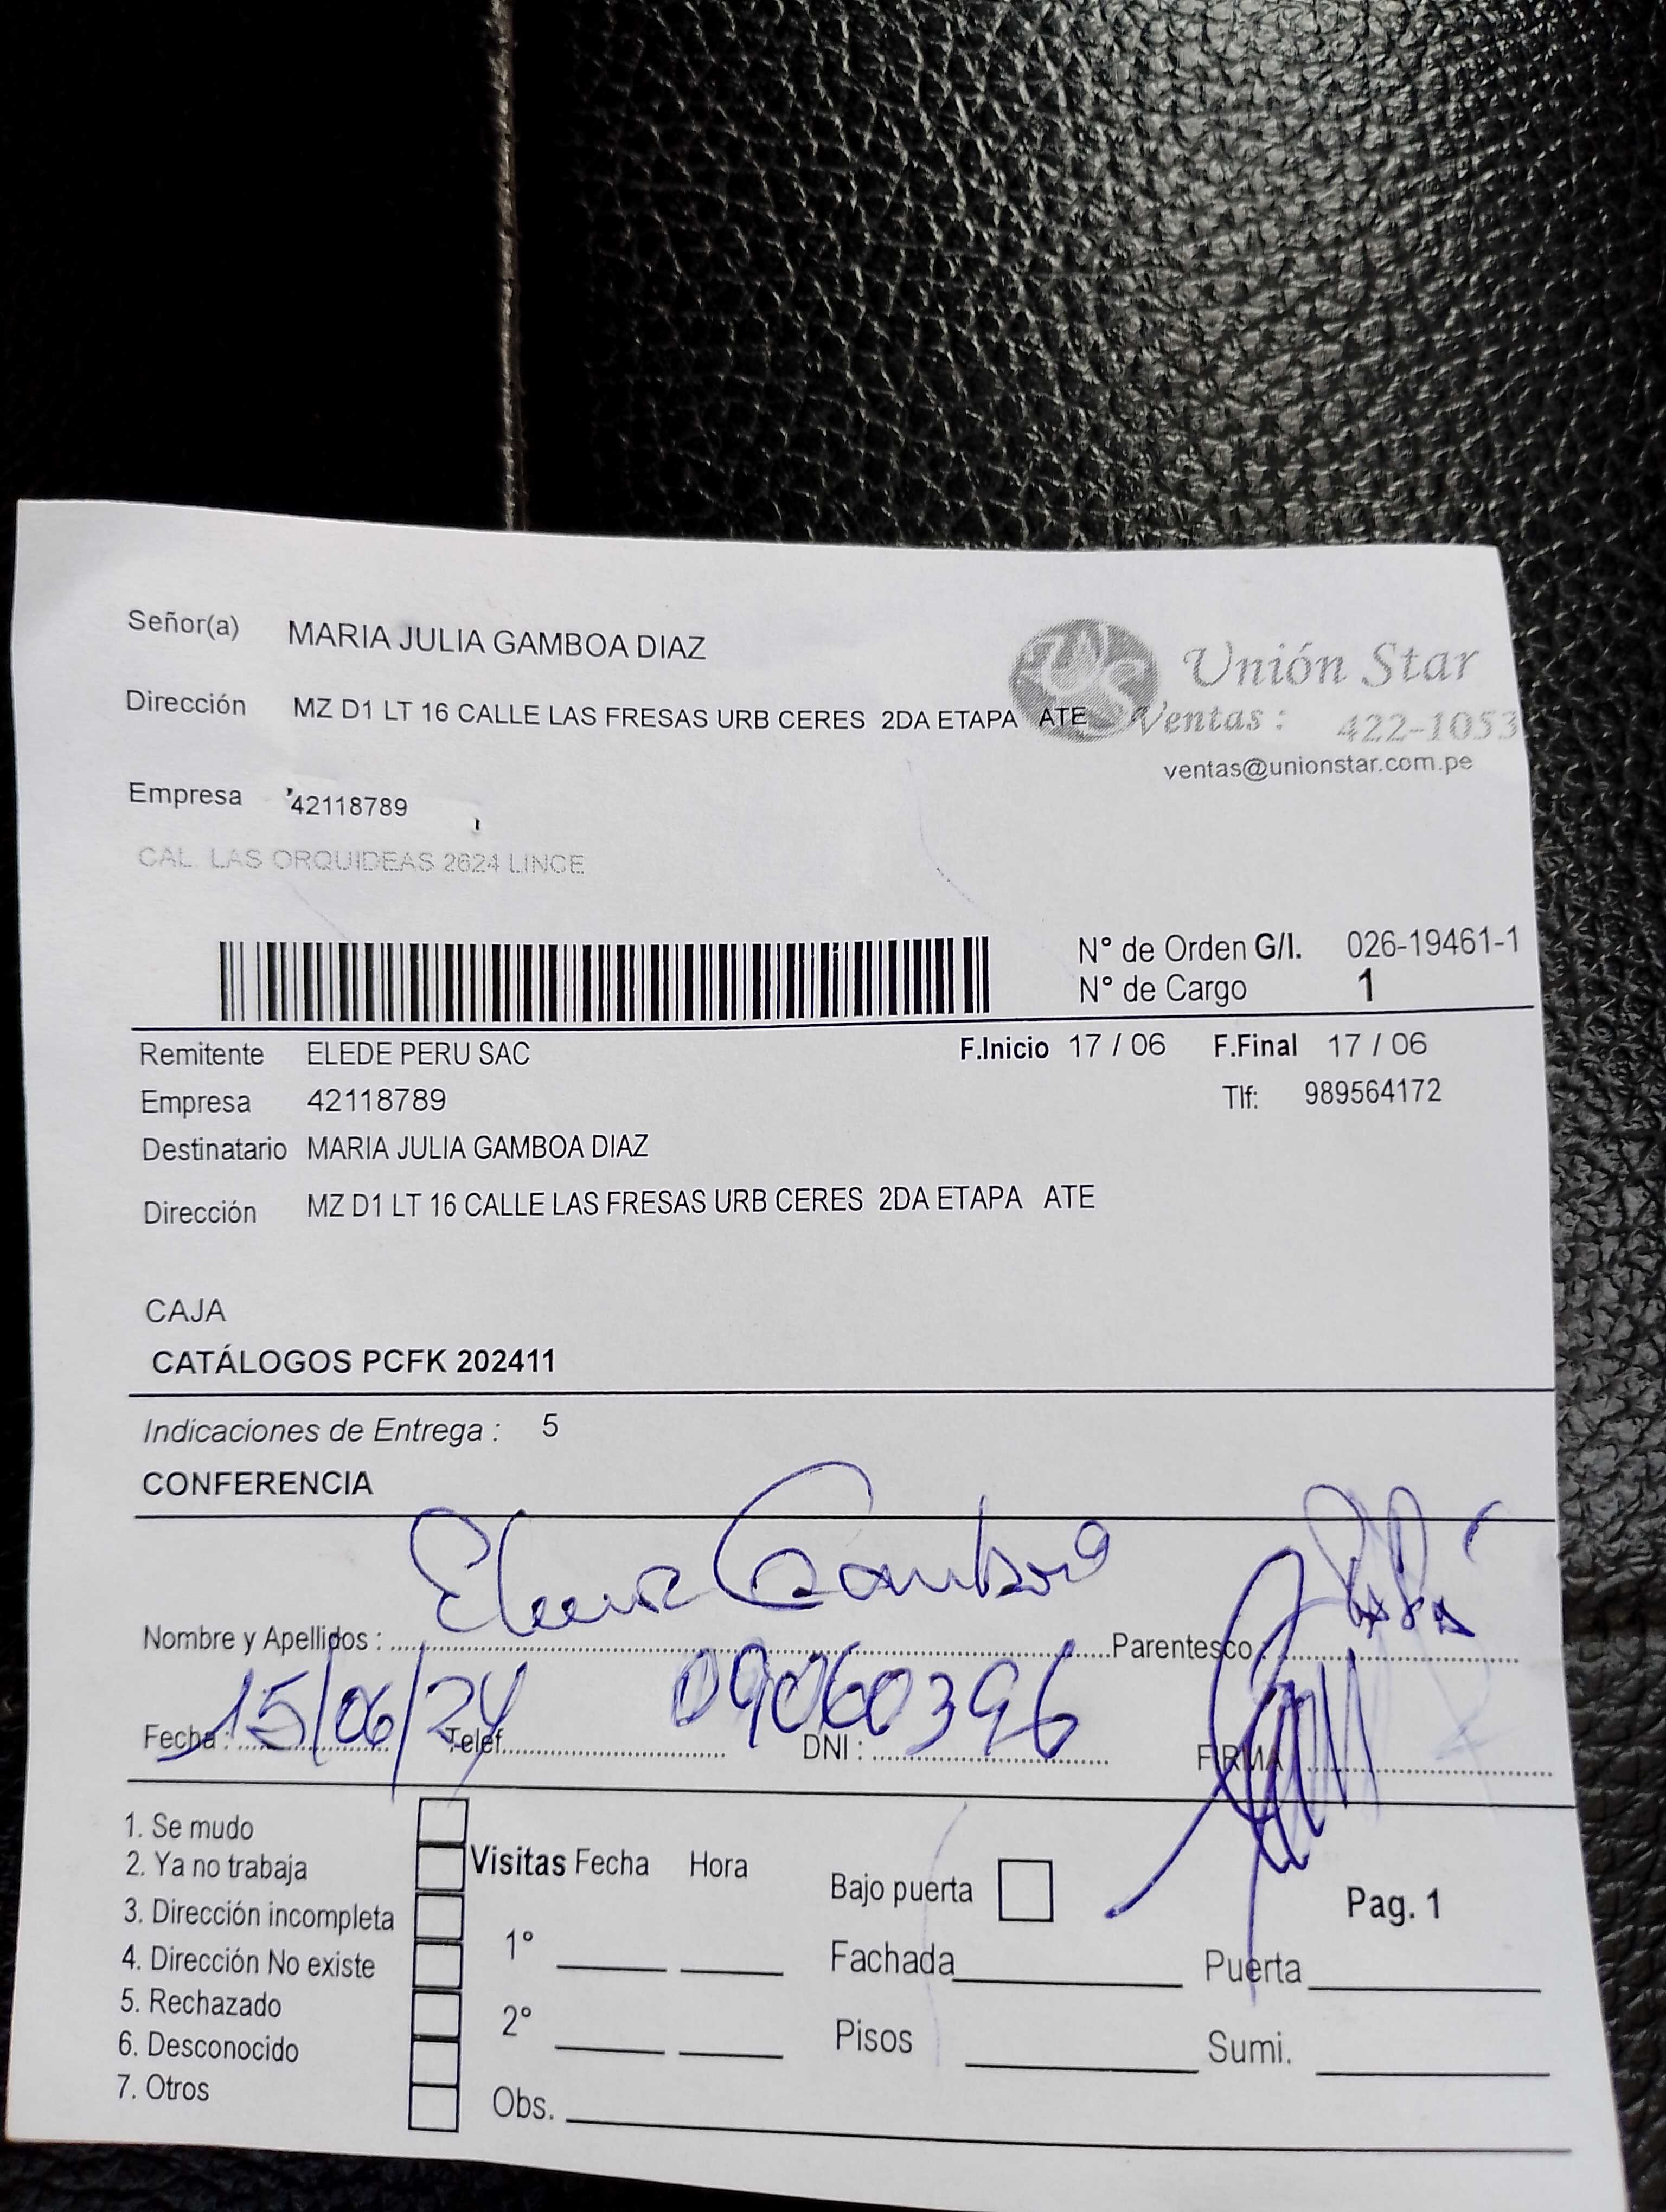 Señor(a) MARIA JULIA GAMBOA DIAZ
Unión Star
Dirección MZ D1 LT 16 CALLE LAS FRESAS URB CERES 2DA ETAPA ATE
Ventas : 422-1053
ventas@unionstar.com.pe
Empresa 42118789
CAL. LAS ORQUIDEAS 2624 LINCE
N° de Orden G/I. 026-19461-1
N° de Cargo 1
Remitente ELEDE PERU SAC F.Inicio 17 / 06 F.Final 17 / 06
Empresa 42118789 Tlf: 989564172
Destinatario MARIA JULIA GAMBOA DIAZ
Dirección MZ D1 LT 16 CALLE LAS FRESAS URB CERES 2DA ETAPA ATE
CAJA
CATÁLOGOS PCFK 202411
Indicaciones de Entrega : 5
CONFERENCIA
Nombre y Apellidos : Elena Gamboa Parentesco :
Fecha : 15/06/24 Telef. DNI : 09060396 FIRMA
1. Se mudo
2. Ya no trabaja
3. Dirección incompleta
4. Dirección No existe
5. Rechazado
6. Desconocido
7. Otros
Visitas Fecha Hora
1°
2°
Obs.
Bajo puerta
Pag. 1
Fachada Puerta
Pisos Sumi.